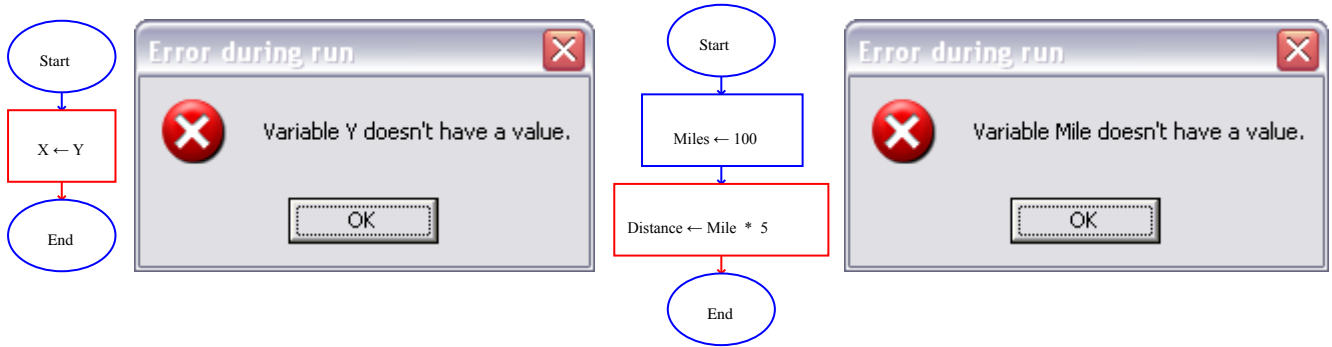 Start
X ← Y
End
Error during run
Variable Y doesn't have a value.
OK
Start
Miles ← 100
Distance ← Mile * 5
End
Error during run
Variable Mile doesn't have a value.
OK